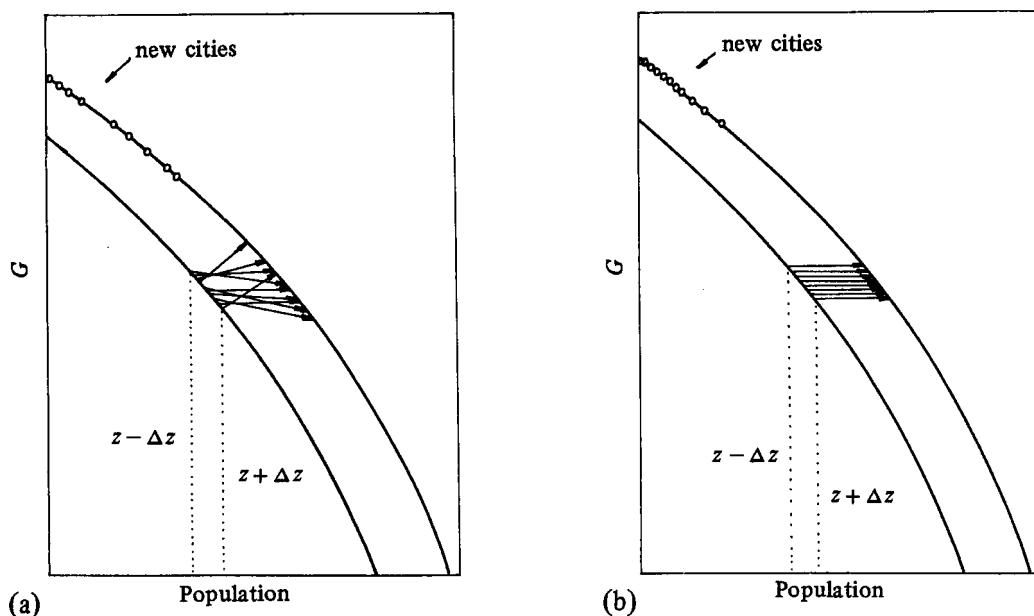 new cities
G
z − Δz
z + Δz
(a)
Population
new cities
G
z − Δz
z + Δz
(b)
Population